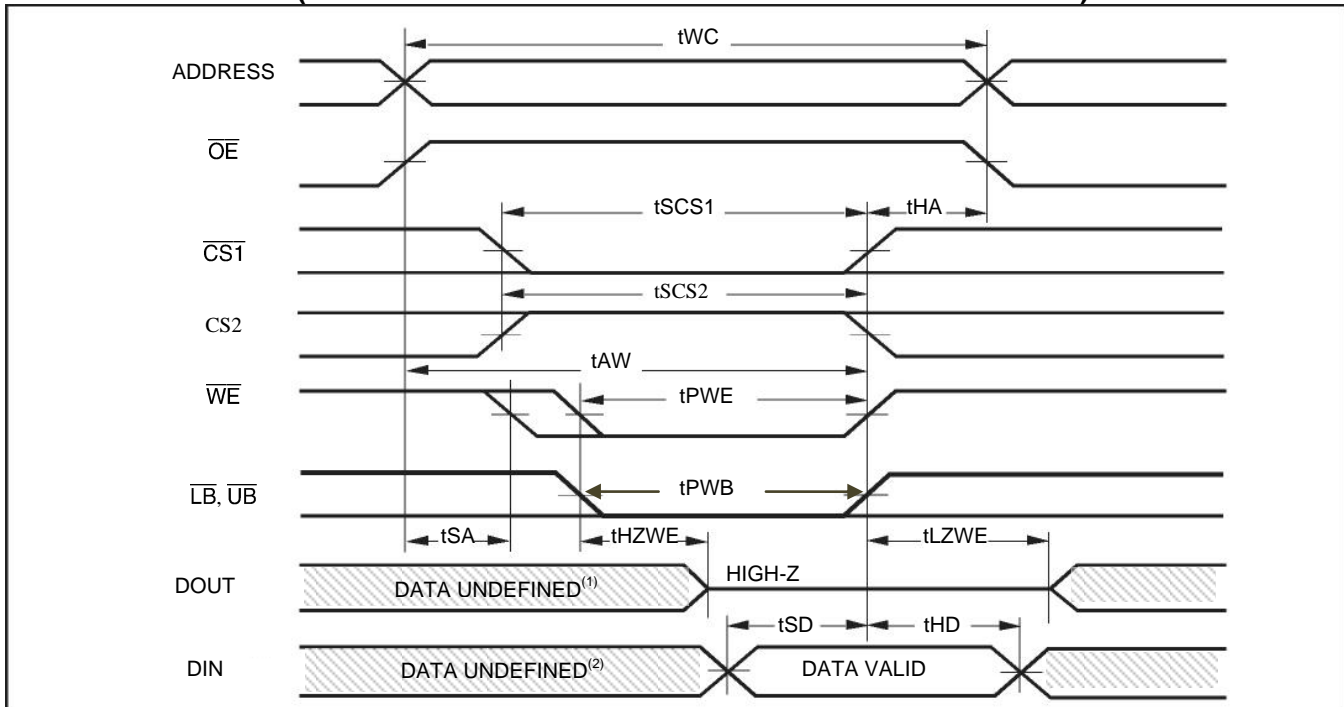 tWC
ADDRESS
OE
tSCS1
tHA
CS1
tSCS2
CS2
tAW
WE
tPWE
LB, UB
tPWB
tSA
tHZWE
tLZWE
DOUT
DATA UNDEFINED(1)
HIGH-Z
tSD
tHD
DIN
DATA UNDEFINED(2)
DATA VALID